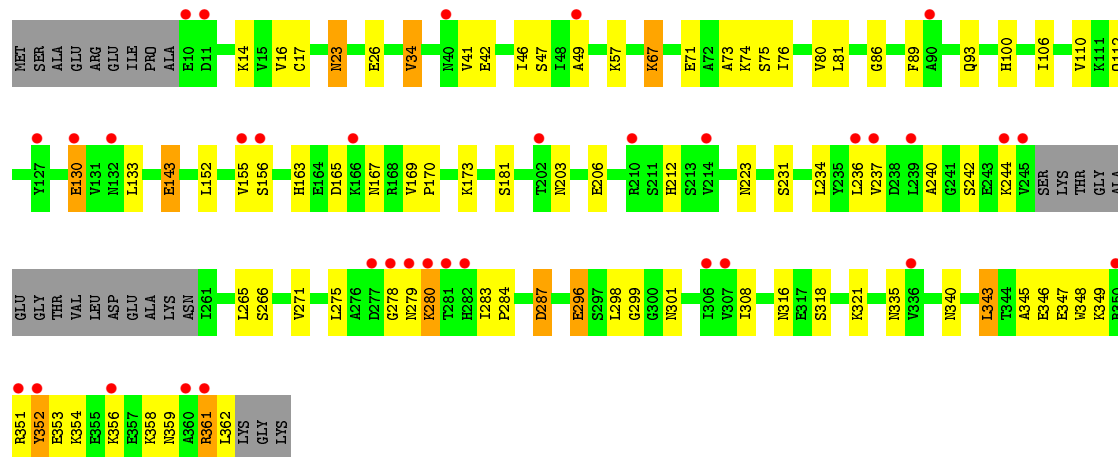 MET SER ALA GLU ARG GLU ILE PRO ALA E10 D11 K14 V15 V16 C17 N23 E26 V34 N40 V41 E42 I46 S47 I48 A49 K57 K67 E71 A72 A73 K74 S75 I76 V80 L81 G86 F89 A90 Q93 H100 I106 V110 K111 Q112
Y127 E130 V131 N132 L133 E143 L152 V155 S156 H163 E164 D165 K166 N167 R168 V169 P170 K173 S181 T202 N203 E206 R210 S211 H212 S213 V214 N223 S231 L234 Y235 L236 V237 D238 L239 A240 G241 S242 E243 K244 V245 SER LYS THR GLY ALA
GLU GLY THR VAL LEU ASP GLU ALA LYS ASN I261 L265 S266 V271 L275 A276 D277 G278 N279 K280 T281 H282 I283 P284 D287 E296 S297 L298 G299 G300 N301 I306 V307 I308 N316 E317 S318 K321 N335 V336 N340 L343 T344 A345 E346 E347 W348 K349 R350
R351 Y352 E353 K354 E355 K356 E357 K358 N359 A360 R361 L362 LYS GLY LYS